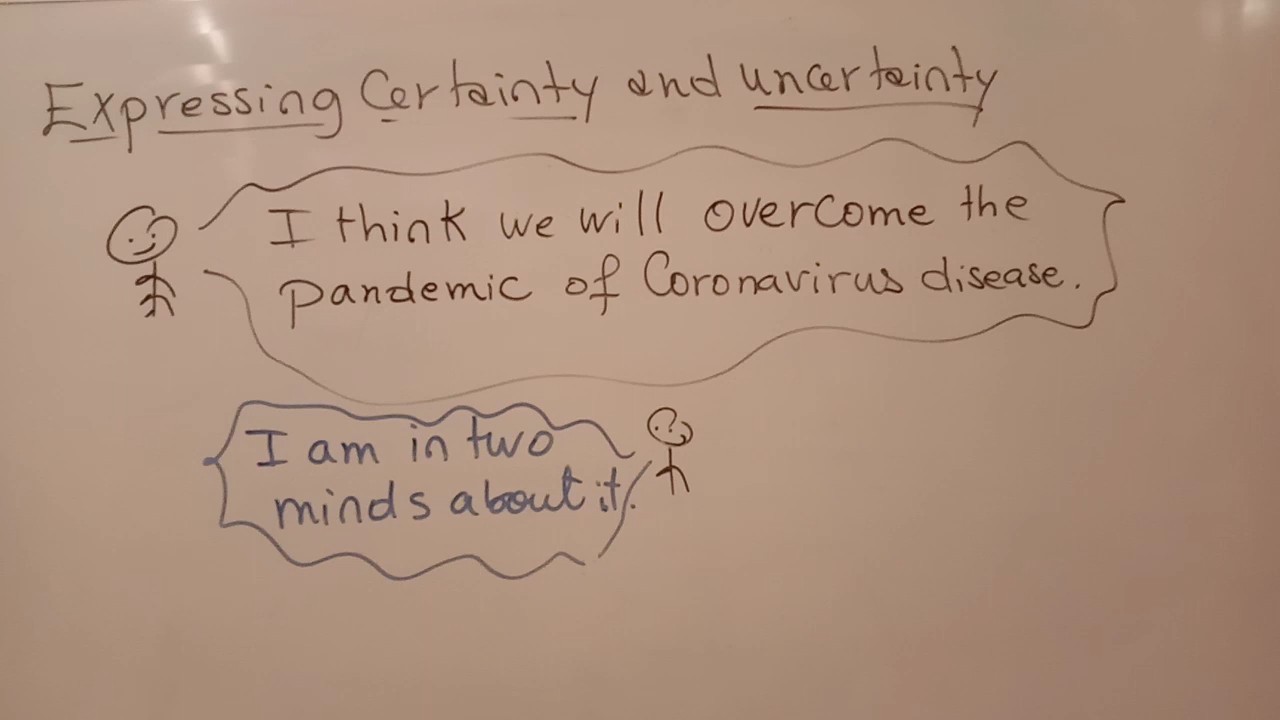 Expressing Certainty and uncertainty
I think we will overcome the
pandemic of Coronavirus disease.
I am in two
minds about it.